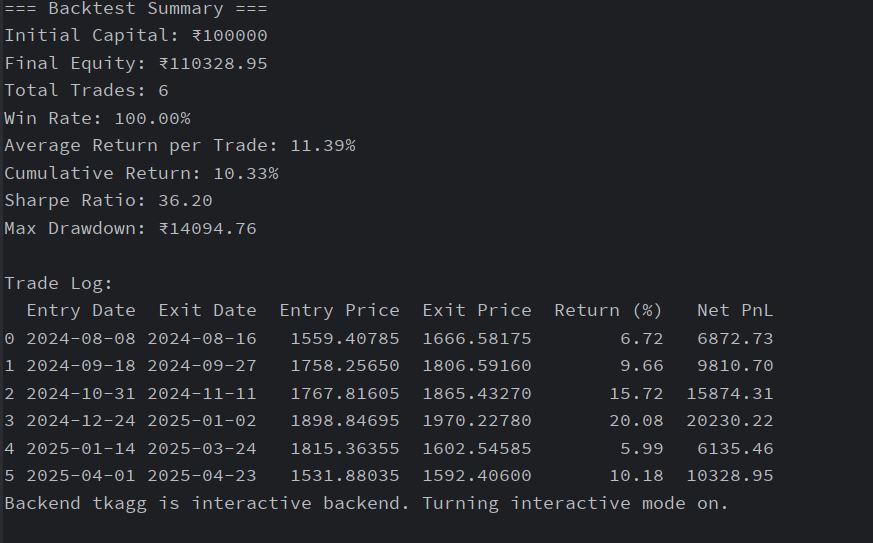 === Backtest Summary ===
Initial Capital: ₹100000
Final Equity: ₹110328.95
Total Trades: 6
Win Rate: 100.00%
Average Return per Trade: 11.39%
Cumulative Return: 10.33%
Sharpe Ratio: 36.20
Max Drawdown: ₹14094.76
Trade Log:
Entry Date Exit Date Entry Price Exit Price Return (%) Net PnL
0 2024-08-08 2024-08-16 1559.40785 1666.58175 6.72 6872.73
1 2024-09-18 2024-09-27 1758.25650 1806.59160 9.66 9810.70
2 2024-10-31 2024-11-11 1767.81605 1865.43270 15.72 15874.31
3 2024-12-24 2025-01-02 1898.84695 1970.22780 20.08 20230.22
4 2025-01-14 2025-03-24 1815.36355 1602.54585 5.99 6135.46
5 2025-04-01 2025-04-23 1531.88035 1592.40600 10.18 10328.95
Backend tkagg is interactive backend. Turning interactive mode on.